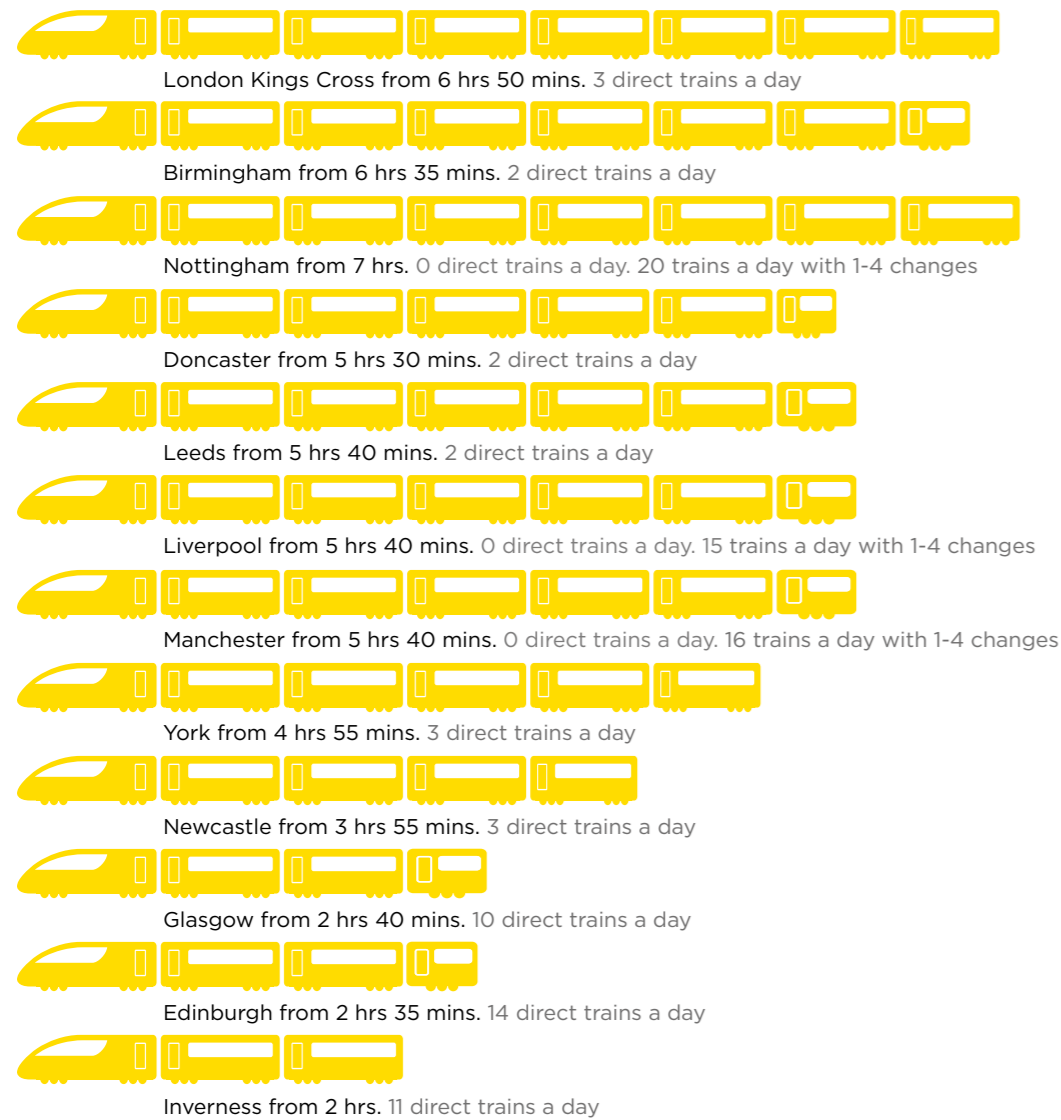 London Kings Cross from 6 hrs 50 mins. 3 direct trains a day
Birmingham from 6 hrs 35 mins. 2 direct trains a day
Nottingham from 7 hrs. 0 direct trains a day. 20 trains a day with 1-4 changes
Doncaster from 5 hrs 30 mins. 2 direct trains a day
Leeds from 5 hrs 40 mins. 2 direct trains a day
Liverpool from 5 hrs 40 mins. 0 direct trains a day. 15 trains a day with 1-4 changes
Manchester from 5 hrs 40 mins. 0 direct trains a day. 16 trains a day with 1-4 changes
York from 4 hrs 55 mins. 3 direct trains a day
Newcastle from 3 hrs 55 mins. 3 direct trains a day
Glasgow from 2 hrs 40 mins. 10 direct trains a day
Edinburgh from 2 hrs 35 mins. 14 direct trains a day
Inverness from 2 hrs. 11 direct trains a day